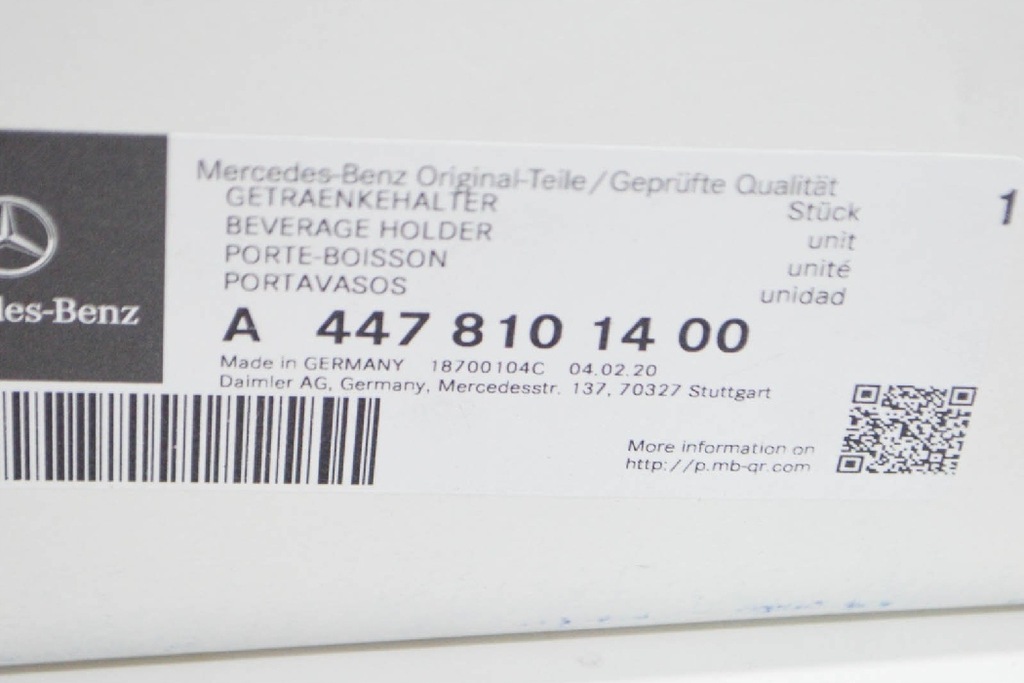 Mercedes-Benz Original-Teile/Geprüfte Qualität
GETRAENKEHALTER Stück 1
BEVERAGE HOLDER unit
PORTE-BOISSON unité
PORTAVASOS unidad
A 447 810 14 00
Made in GERMANY 18700104C 04.02.20
Daimler AG, Germany, Mercedesstr. 137, 70327 Stuttgart
More information on
http://p.mb-qr.com
des-Benz